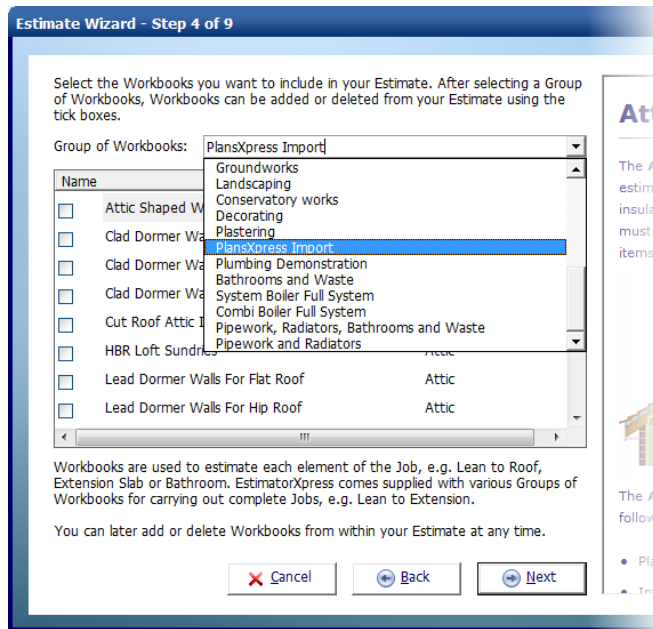 Estimate Wizard - Step 4 of 9
Select the Workbooks you want to include in your Estimate. After selecting a Group
of Workbooks, Workbooks can be added or deleted from your Estimate using the
tick boxes.
Group of Workbooks: PlansXpress Import
Groundworks
Landscaping
Conservatory works
Decorating
Plastering
PlansXpress Import
Plumbing Demonstration
Bathrooms and Waste
System Boiler Full System
Combi Boiler Full System
Pipework, Radiators, Bathrooms and Waste
Pipework and Radiators
Name
Attic Shaped W
Clad Dormer Wa
Clad Dormer Wa
Clad Dormer Wa
Cut Roof Attic I
HBR Loft Sundries Attic
Lead Dormer Walls For Flat Roof Attic
Lead Dormer Walls For Hip Roof Attic
Workbooks are used to estimate each element of the Job, e.g. Lean to Roof,
Extension Slab or Bathroom. EstimatorXpress comes supplied with various Groups of
Workbooks for carrying out complete Jobs, e.g. Lean to Extension.
You can later add or delete Workbooks from within your Estimate at any time.
Cancel Back Next
Att
The A
estim
insula
must
items
The A
follow
Pla